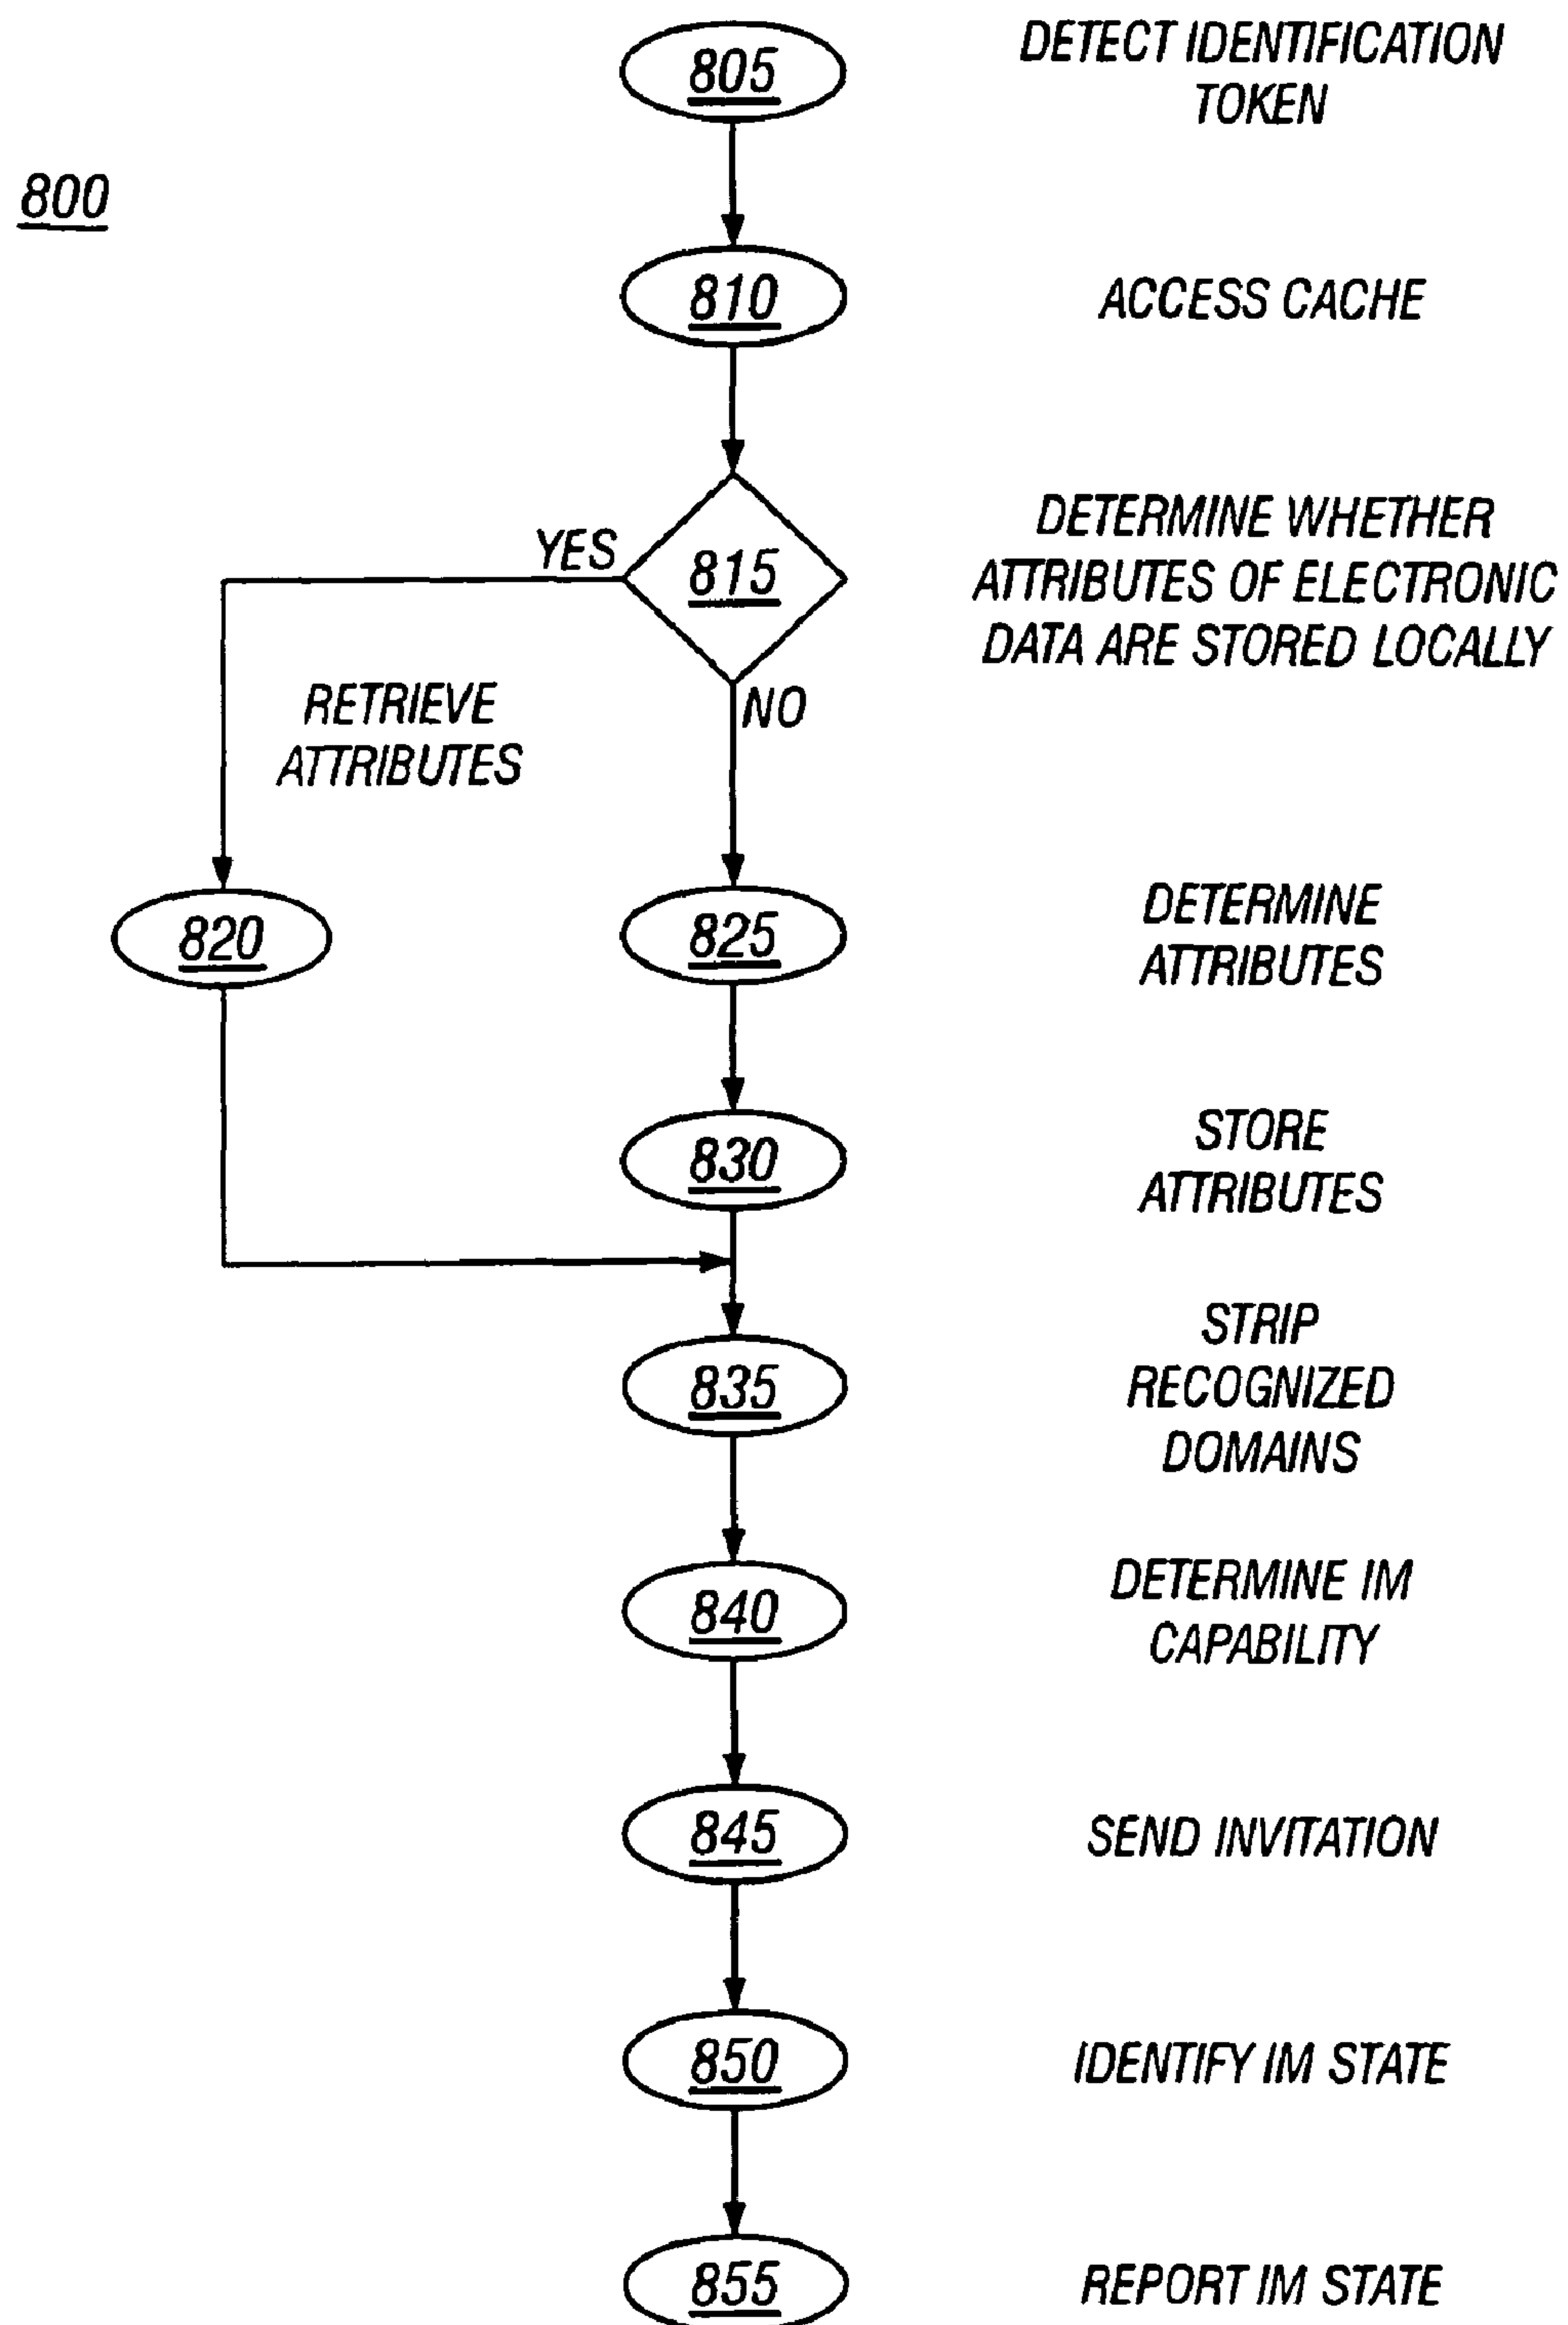 805
DETECT IDENTIFICATION
TOKEN
800
810
ACCESS CACHE
YES
815
NO
DETERMINE WHETHER
ATTRIBUTES OF ELECTRONIC
DATA ARE STORED LOCALLY
RETRIEVE
ATTRIBUTES
820
825
DETERMINE
ATTRIBUTES
830
STORE
ATTRIBUTES
835
STRIP
RECOGNIZED
DOMAINS
840
DETERMINE IM
CAPABILITY
845
SEND INVITATION
850
IDENTIFY IM STATE
855
REPORT IM STATE